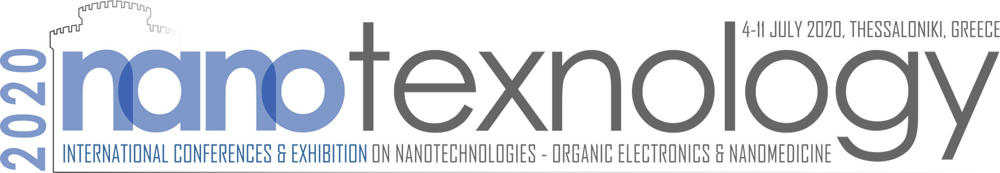 2020
4-11 JULY 2020, THESSALONIKI, GREECE
nanotexnology
INTERNATIONAL CONFERENCES & EXHIBITION ON NANOTECHNOLOGIES - ORGANIC ELECTRONICS & NANOMEDICINE